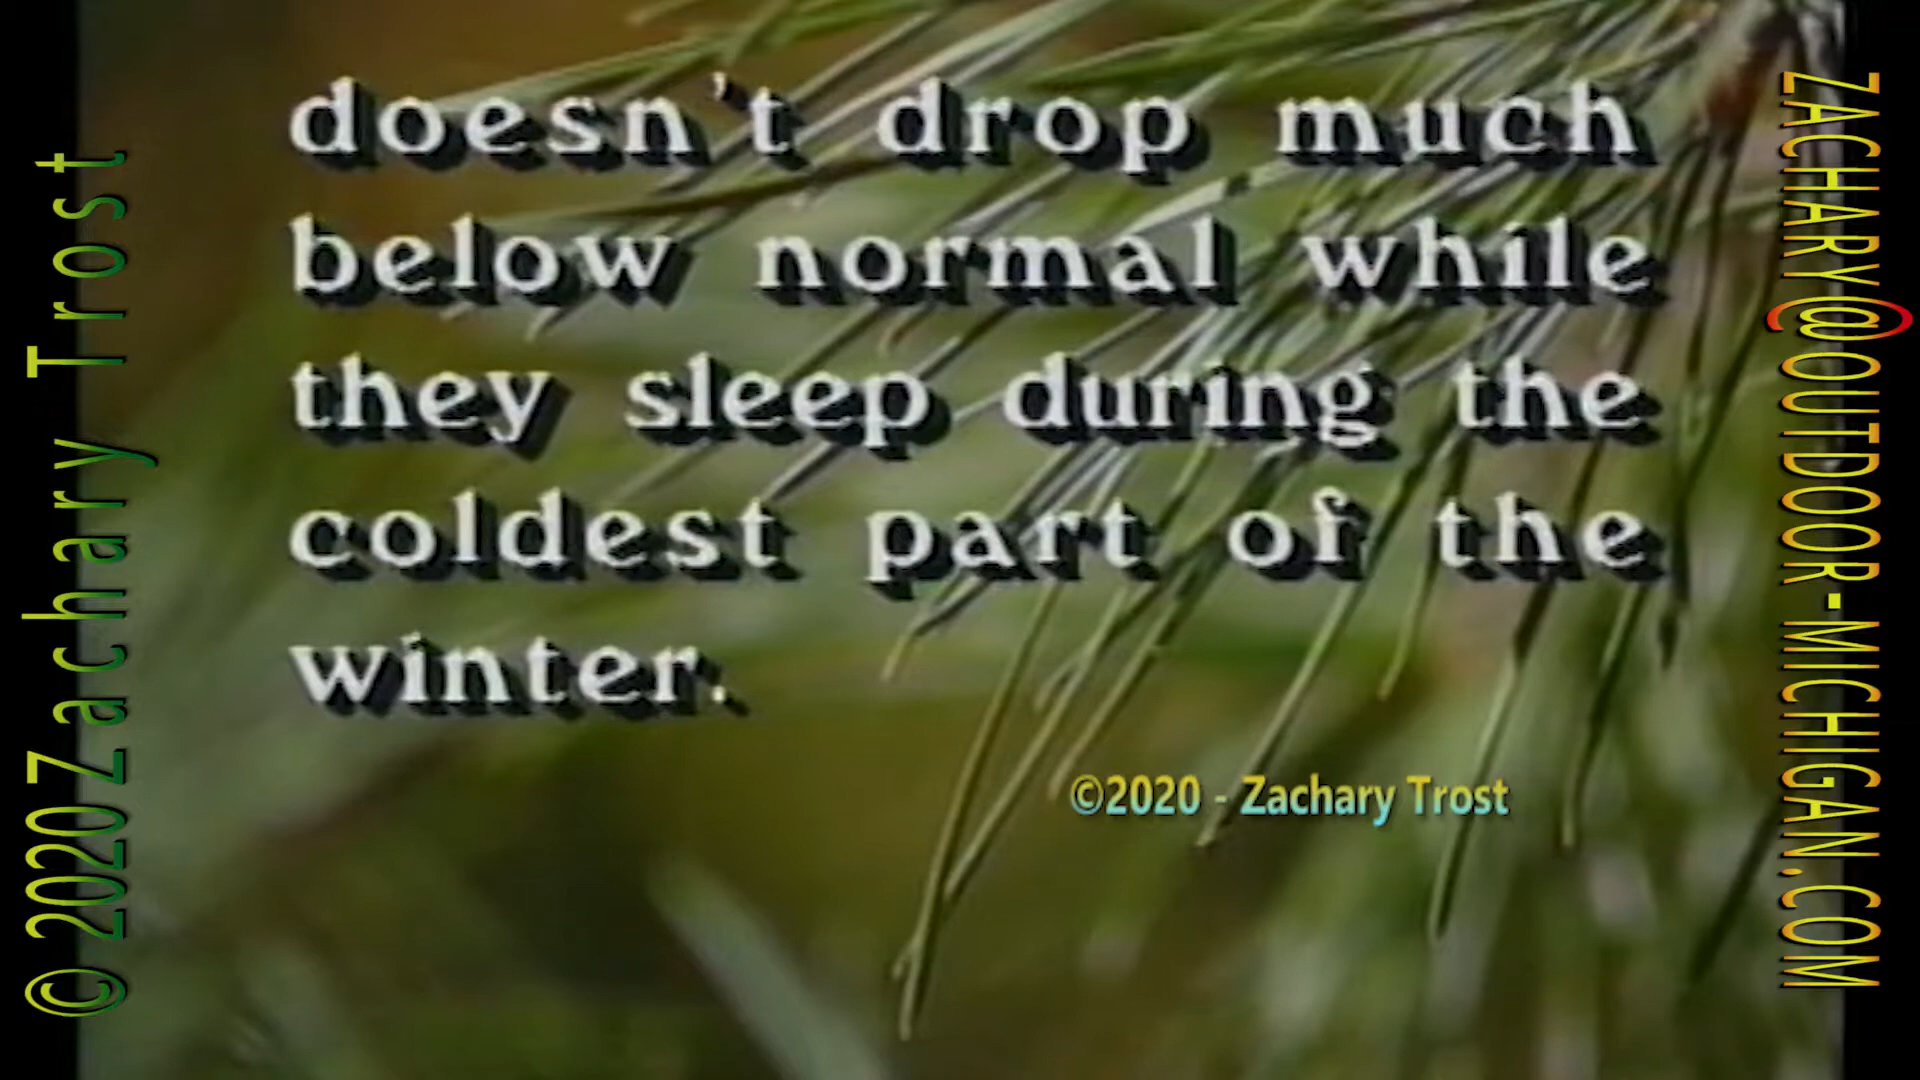 doesn't drop much
below normal while
they sleep during the
coldest part of the
winter.
©2020 - Zachary Trost
© 2020 Zachary Trost
ZACHARY@OUTDOOR-MICHIGAN.COM